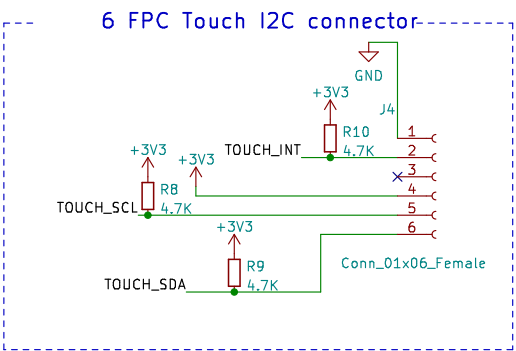 6 FPC Touch I2C connector
GND
+3V3
J4
R10
4.7K
TOUCH_INT
1
2
3
4
5
6
+3V3
+3V3
R8
4.7K
TOUCH_SCL
+3V3
R9
4.7K
TOUCH_SDA
Conn_01x06_Female